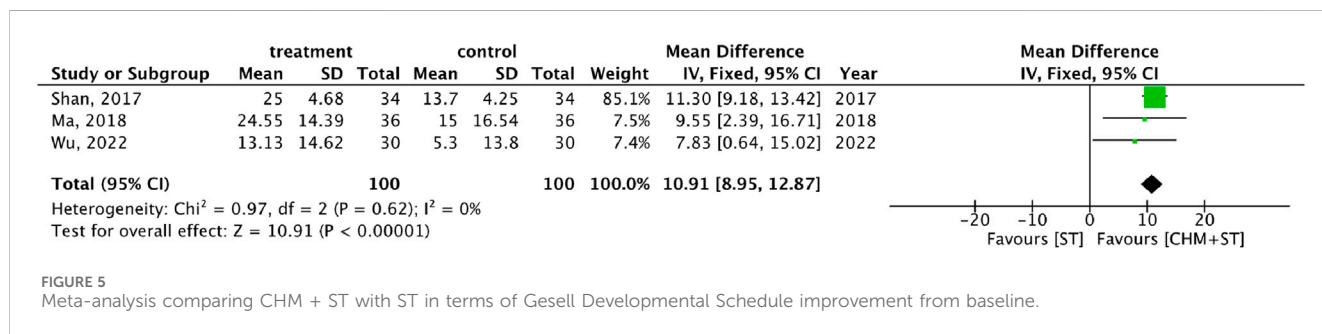 treatment control Mean Difference Mean Difference
Study or Subgroup Mean SD Total Mean SD Total Weight IV, Fixed, 95% CI Year IV, Fixed, 95% CI
Shan, 2017 25 4.68 34 13.7 4.25 34 85.1% 11.30 [9.18, 13.42] 2017
Ma, 2018 24.55 14.39 36 15 16.54 36 7.5% 9.55 [2.39, 16.71] 2018
Wu, 2022 13.13 14.62 30 5.3 13.8 30 7.4% 7.83 [0.64, 15.02] 2022
Total (95% CI) 100 100 100.0% 10.91 [8.95, 12.87]
Heterogeneity: Chi² = 0.97, df = 2 (P = 0.62); I² = 0%
Test for overall effect: Z = 10.91 (P < 0.00001)
-20 -10 0 10 20
Favours [ST] Favours [CHM+ST]
FIGURE 5
Meta-analysis comparing CHM + ST with ST in terms of Gesell Developmental Schedule improvement from baseline.